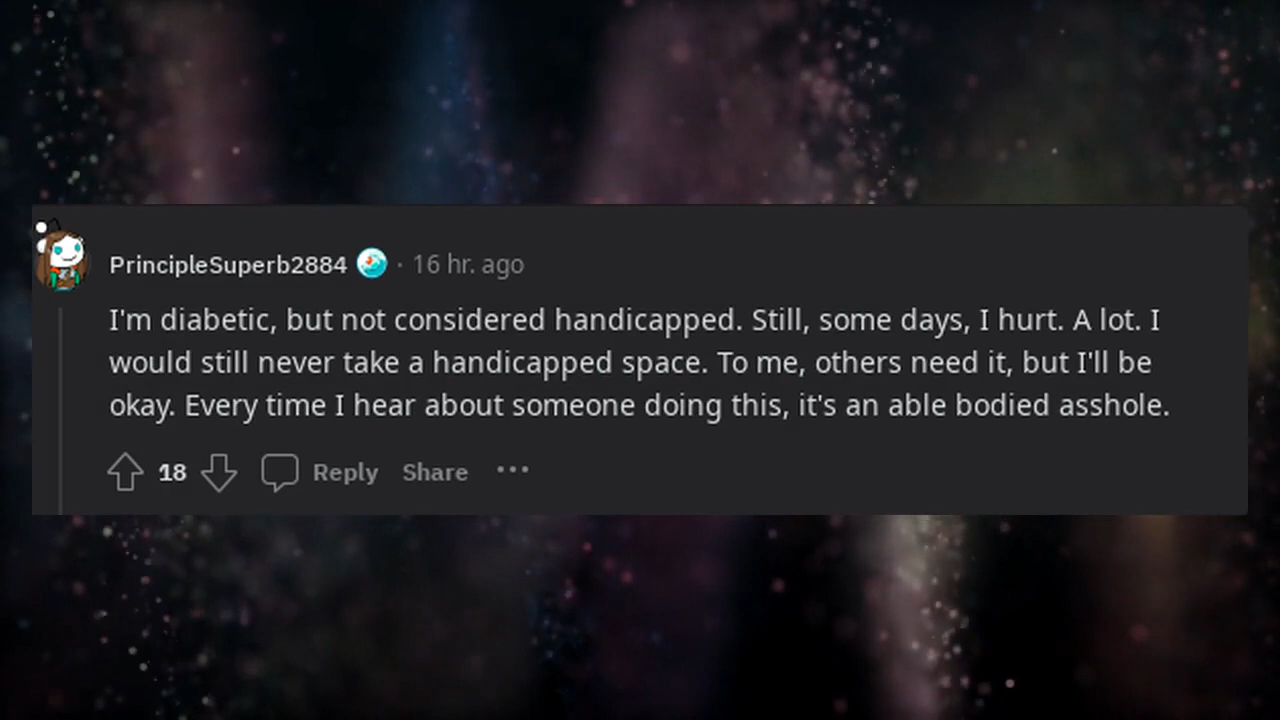 PrincipleSuperb2884 · 16 hr. ago
I'm diabetic, but not considered handicapped. Still, some days, I hurt. A lot. I
would still never take a handicapped space. To me, others need it, but I'll be
okay. Every time I hear about someone doing this, it's an able bodied asshole.
18 Reply Share ···